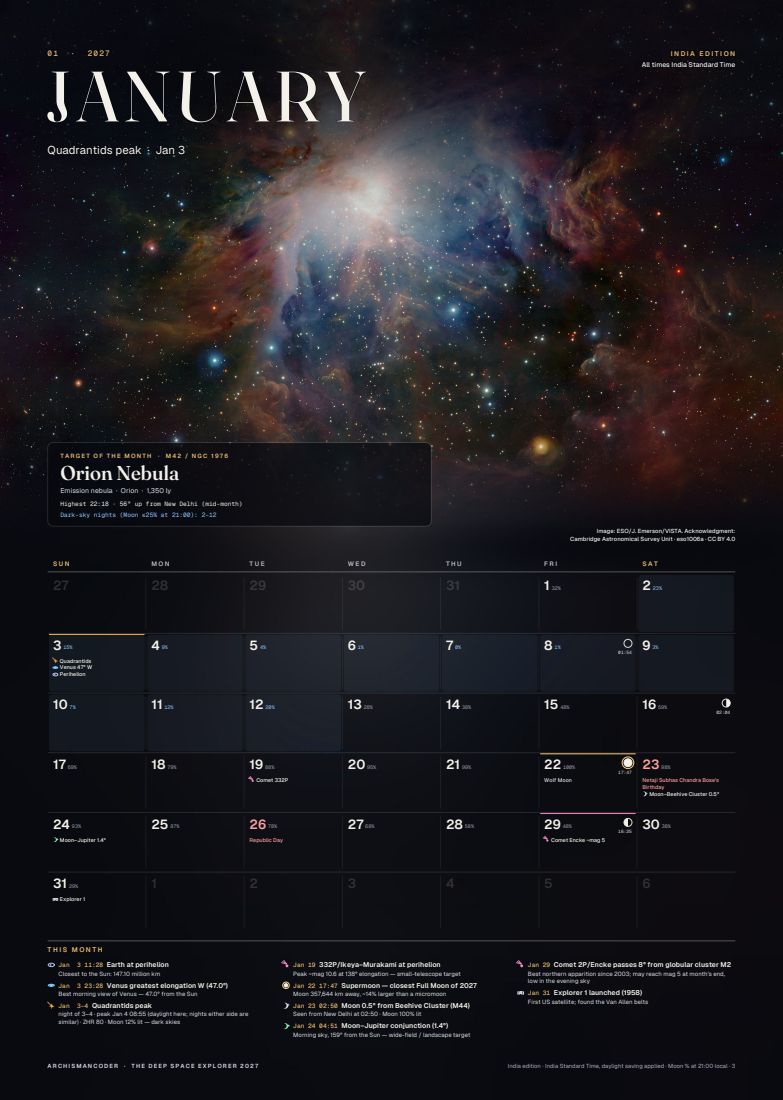 01 · 2027
JANUARY
Quadrantids peak · Jan 3
INDIA EDITION
All times India Standard Time
TARGET OF THE MONTH · M42 / NGC 1976
Orion Nebula
Emission nebula · Orion · 1,350 ly
Highest 22:18 · 56° up from New Delhi (mid-month)
Dark-sky nights (Moon ≤25% at 21:00): 2–12
Image: ESO/J. Emerson/VISTA. Acknowledgment:
Cambridge Astronomical Survey Unit · eso1006a · CC BY 4.0
SUN MON TUE WED THU FRI SAT
27 28 29 30 31 1 32% 2 23%
3 15% 4 9% 5 4% 6 1% 7 0% 8 1% 9 3%
01:54
Quadrantids
Venus 47° W
Perihelion
10 7% 11 12% 12 20% 13 28% 14 38% 15 48% 16 59%
02:04
17 69% 18 79% 19 88% 20 95% 21 99% 22 100% 23 98%
17:47
Comet 332P
Wolf Moon
Netaji Subhas Chandra Bose's
Birthday
Moon–Beehive Cluster 0.5°
24 93% 25 87% 26 78% 27 68% 28 58% 29 48% 30 38%
16:25
Moon–Jupiter 1.4°
Republic Day
Comet Encke ~mag 5
31 29% 1 2 3 4 5 6
Explorer 1
THIS MONTH
Jan 3 11:28 Earth at perihelion
Closest to the Sun: 147.10 million km
Jan 3 23:28 Venus greatest elongation W (47.0°)
Best morning view of Venus — 47.0° from the Sun
Jan 3–4 Quadrantids peak
night of 3–4 · peak Jan 4 08:55 (daylight here; nights either side are
similar) · ZHR 80 · Moon 12% lit — dark skies
Jan 19 332P/Ikeya–Murakami at perihelion
Peak ~mag 10.6 at 138° elongation — small-telescope target
Jan 22 17:47 Supermoon — closest Full Moon of 2027
Moon 357,644 km away, ~14% larger than a micromoon
Jan 23 02:50 Moon 0.5° from Beehive Cluster (M44)
Seen from New Delhi at 02:50 · Moon 100% lit
Jan 24 04:51 Moon–Jupiter conjunction (1.4°)
Morning sky, 159° from the Sun — wide-field / landscape target
Jan 29 Comet 2P/Encke passes 8° from globular cluster M2
Best northern apparition since 2003; may reach mag 5 at month's end,
low in the evening sky
Jan 31 Explorer 1 launched (1958)
First US satellite; found the Van Allen belts
ARCHISMANCODER · THE DEEP SPACE EXPLORER 2027
India edition · India Standard Time, daylight saving applied · Moon % at 21:00 local · 3